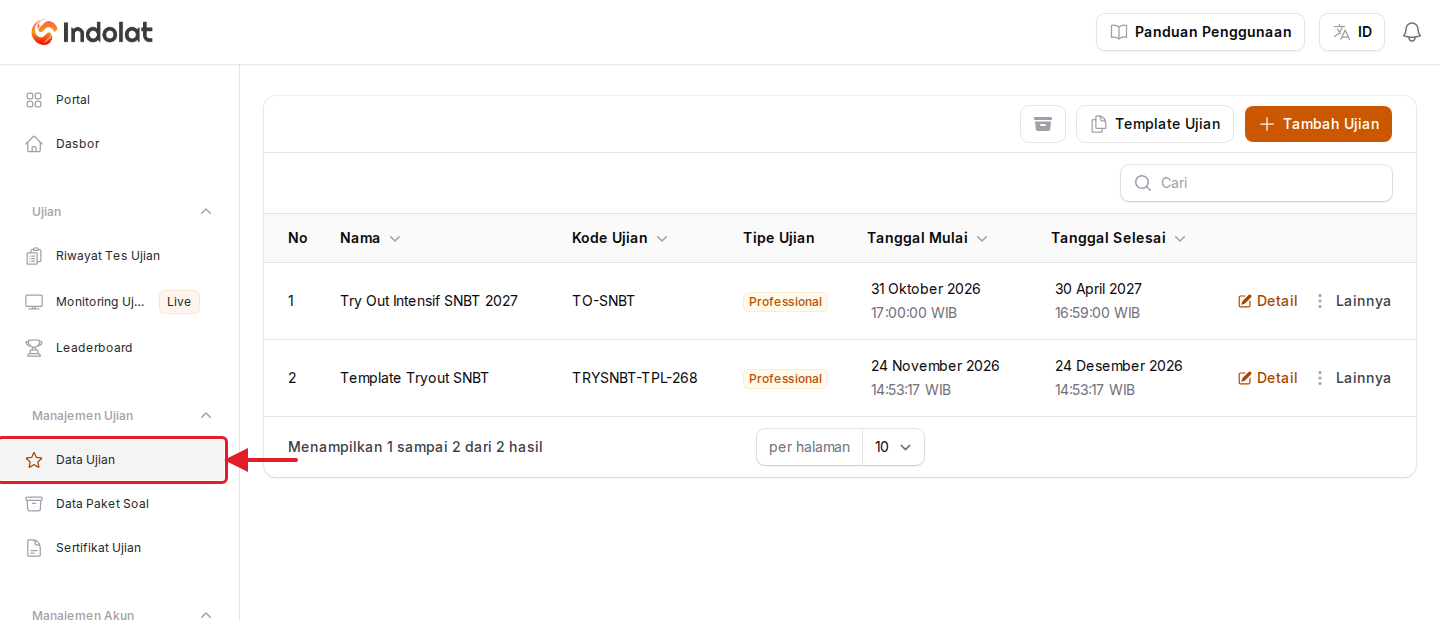 Indolat
Panduan Penggunaan
ID
Portal
Dasbor
Ujian
Riwayat Tes Ujian
Monitoring Uj...
Live
Leaderboard
Manajemen Ujian
Data Ujian
Data Paket Soal
Sertifikat Ujian
Manajemen Akun
Template Ujian
Tambah Ujian
Cari
No Nama Kode Ujian Tipe Ujian Tanggal Mulai Tanggal Selesai
1 Try Out Intensif SNBT 2027 TO-SNBT Professional 31 Oktober 2026 30 April 2027 Detail Lainnya
17:00:00 WIB 16:59:00 WIB
2 Template Tryout SNBT TRYSNBT-TPL-268 Professional 24 November 2026 24 Desember 2026 Detail Lainnya
14:53:17 WIB 14:53:17 WIB
Menampilkan 1 sampai 2 dari 2 hasil
per halaman 10